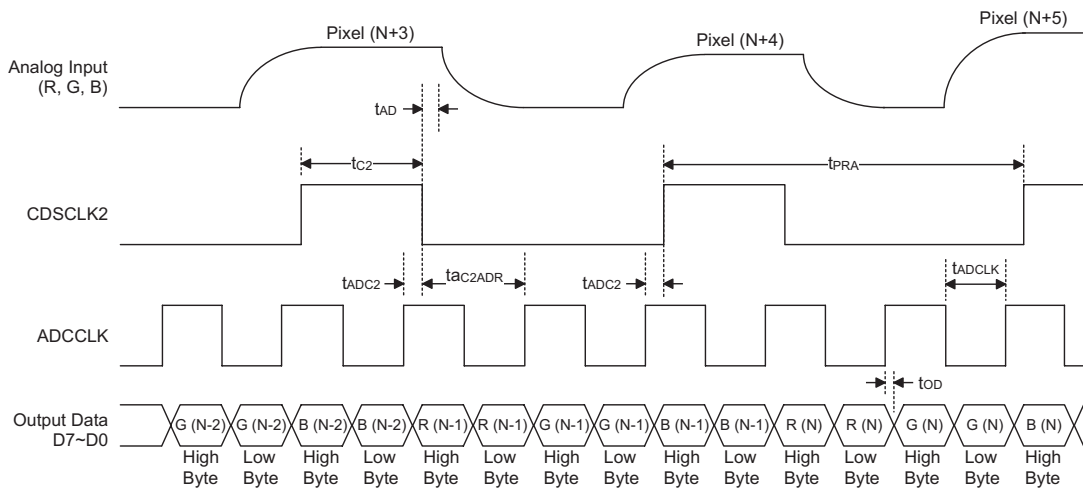 Pixel (N+3)
Pixel (N+4)
Pixel (N+5)
Analog Input
(R, G, B)
tAD
tC2
tPRA
CDSCLK2
tADC2
taC2ADR
tADC2
tADCLK
ADCCLK
tOD
Output Data
D7~D0
G (N-2) G (N-2) B (N-2) B (N-2) R (N-1) R (N-1) G (N-1) G (N-1) B (N-1) B (N-1) R (N) R (N) G (N) G (N) B (N)
High Low High Low High Low High Low High Low High Low High Low High
Byte Byte Byte Byte Byte Byte Byte Byte Byte Byte Byte Byte Byte Byte Byte